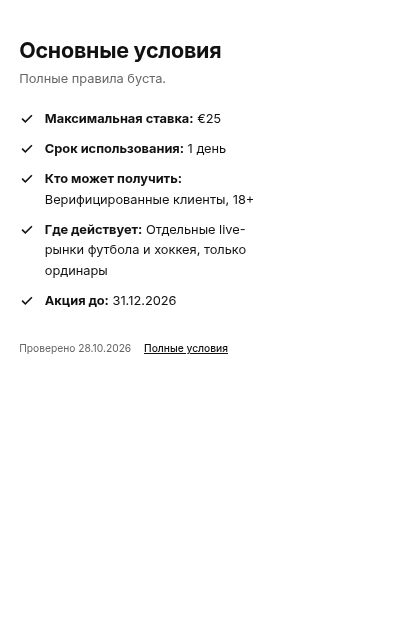 Основные условия
Полные правила буста.
Максимальная ставка: €25
Срок использования: 1 день
Кто может получить:
Верифицированные клиенты, 18+
Где действует: Отдельные live-
рынки футбола и хоккея, только
ординары
Акция до: 31.12.2026
Проверено 28.10.2026 Полные условия